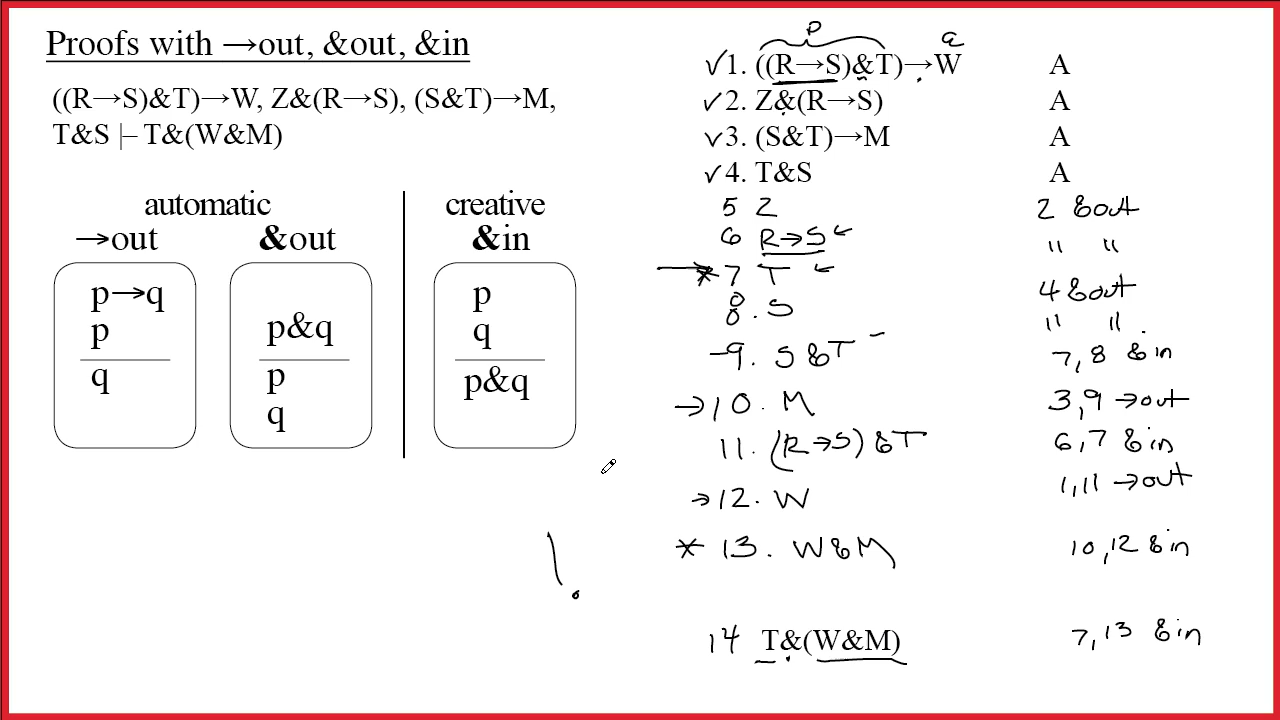 Proofs with →out, &out, &in
((R→S)&T)→W, Z&(R→S), (S&T)→M,
T&S |– T&(W&M)
automatic
creative
→out
&out
&in
p→q
p
q
p&q
p
q
p
q
p&q
p
q
✓1. ((R→S)&T)→W A
✓2. Z&(R→S) A
✓3. (S&T)→M A
✓4. T&S A
5 Z 2 &out
6 R→S ← " "
→ * 7 T ← 4 &out
8. S " "
-9. S&T - 7,8 &in
→10. M 3,9 →out
11. (R→S)&T 6,7 &in
→12. W 1,11 →out
* 13. W&M 10,12 &in
14 T&(W&M) 7,13 &in